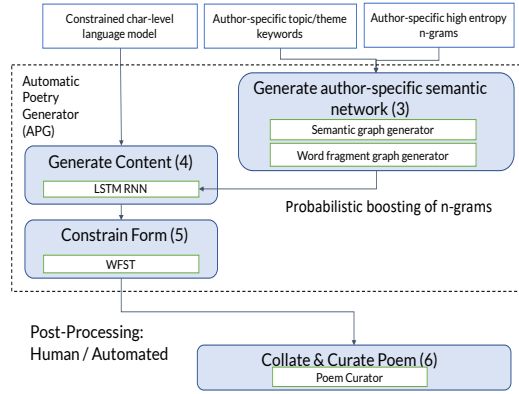 Constrained char-level
language model
Author-specific topic/theme
keywords
Author-specific high entropy
n-grams
Automatic
Poetry
Generator
(APG)
Generate author-specific semantic
network (3)
Semantic graph generator
Word fragment graph generator
Generate Content (4)
LSTM RNN
Probabilistic boosting of n-grams
Constrain Form (5)
WFST
Post-Processing:
Human / Automated
Collate & Curate Poem (6)
Poem Curator